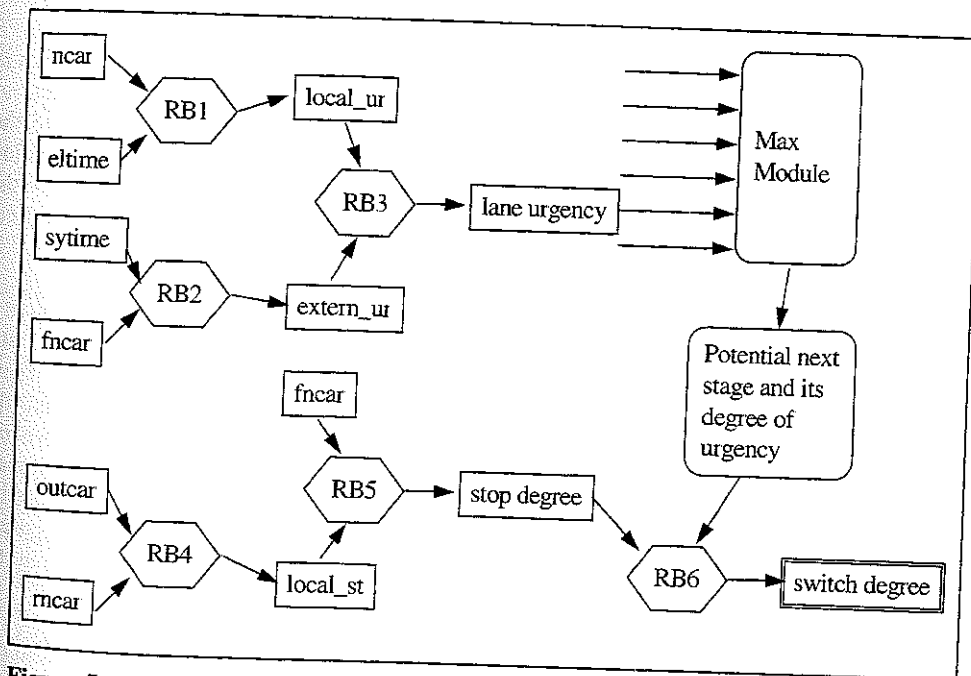 ncar
RB1
local_ur
eltime
RB3
lane urgency
Max
Module
sytime
RB2
extern_ur
fncar
Potential next
stage and its
degree of
urgency
fncar
RB5
stop degree
outcar
RB4
local_st
rncar
RB6
switch degree